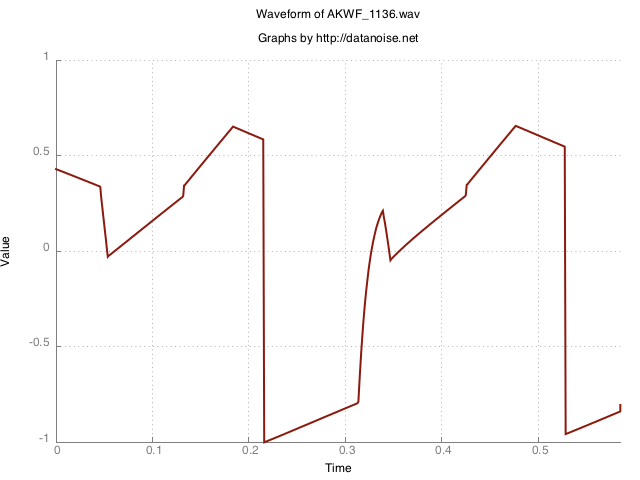 Waveform of AKWF_1136.wav
Graphs by http://datanoise.net
1
0.5
0
-0.5
-1
Value
0 0.1 0.2 0.3 0.4 0.5
Time